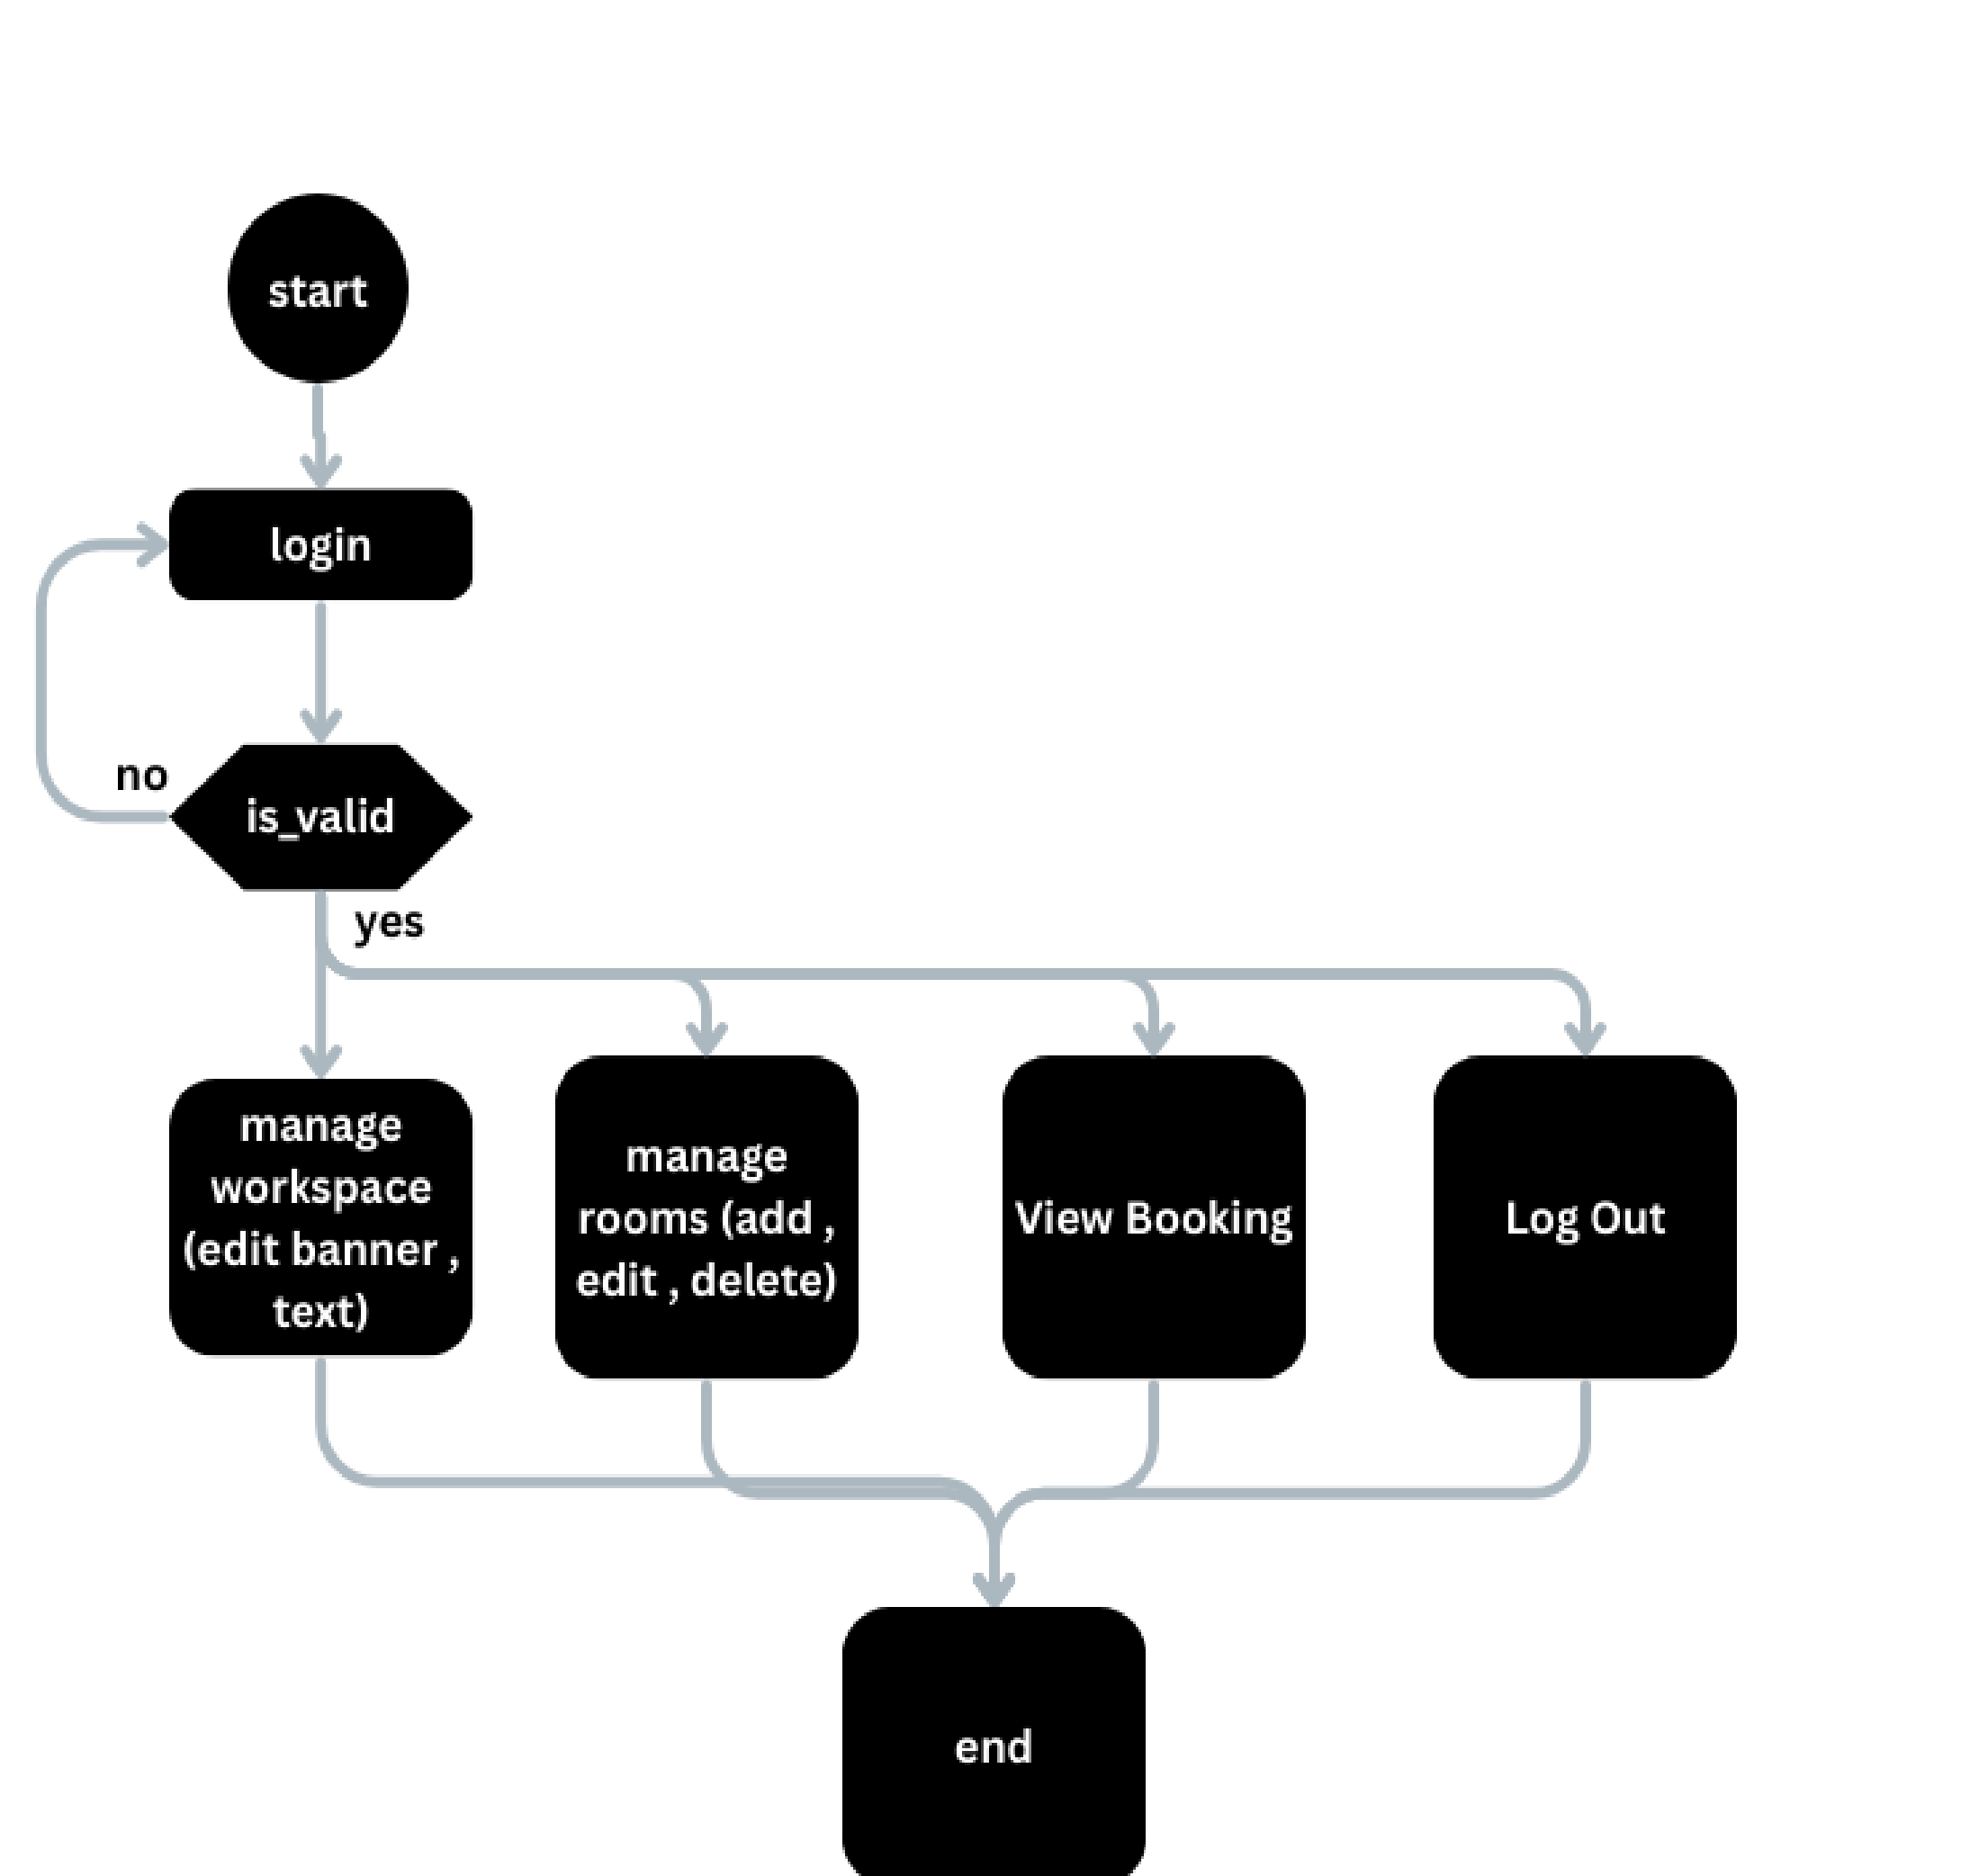 start
login
no
is_valid
yes
manage
workspace
(edit banner ,
text)
manage
rooms (add ,
edit , delete)
View Booking
Log Out
end